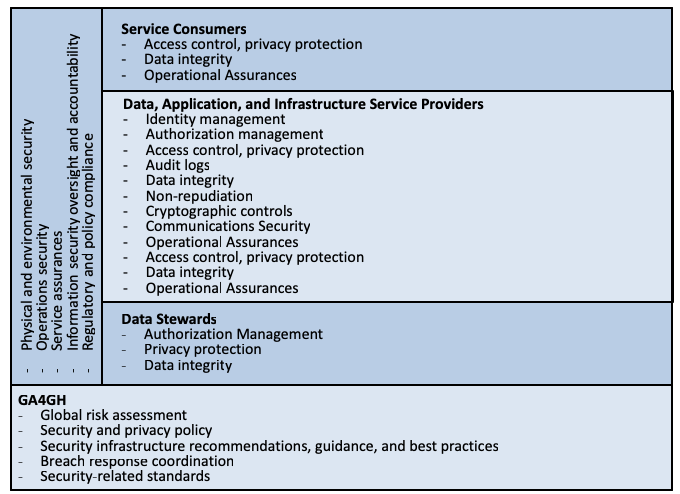 Service Consumers
- Access control, privacy protection
- Data integrity
- Operational Assurances
Data, Application, and Infrastructure Service Providers
- Identity management
- Authorization management
- Access control, privacy protection
- Audit logs
- Data integrity
- Non-repudiation
- Cryptographic controls
- Communications Security
- Operational Assurances
- Access control, privacy protection
- Data integrity
- Operational Assurances
Data Stewards
- Authorization Management
- Privacy protection
- Data integrity
- Physical and environmental security
- Operations security
- Service assurances
- Information security oversight and accountability
- Regulatory and policy compliance
GA4GH
- Global risk assessment
- Security and privacy policy
- Security infrastructure recommendations, guidance, and best practices
- Breach response coordination
- Security-related standards